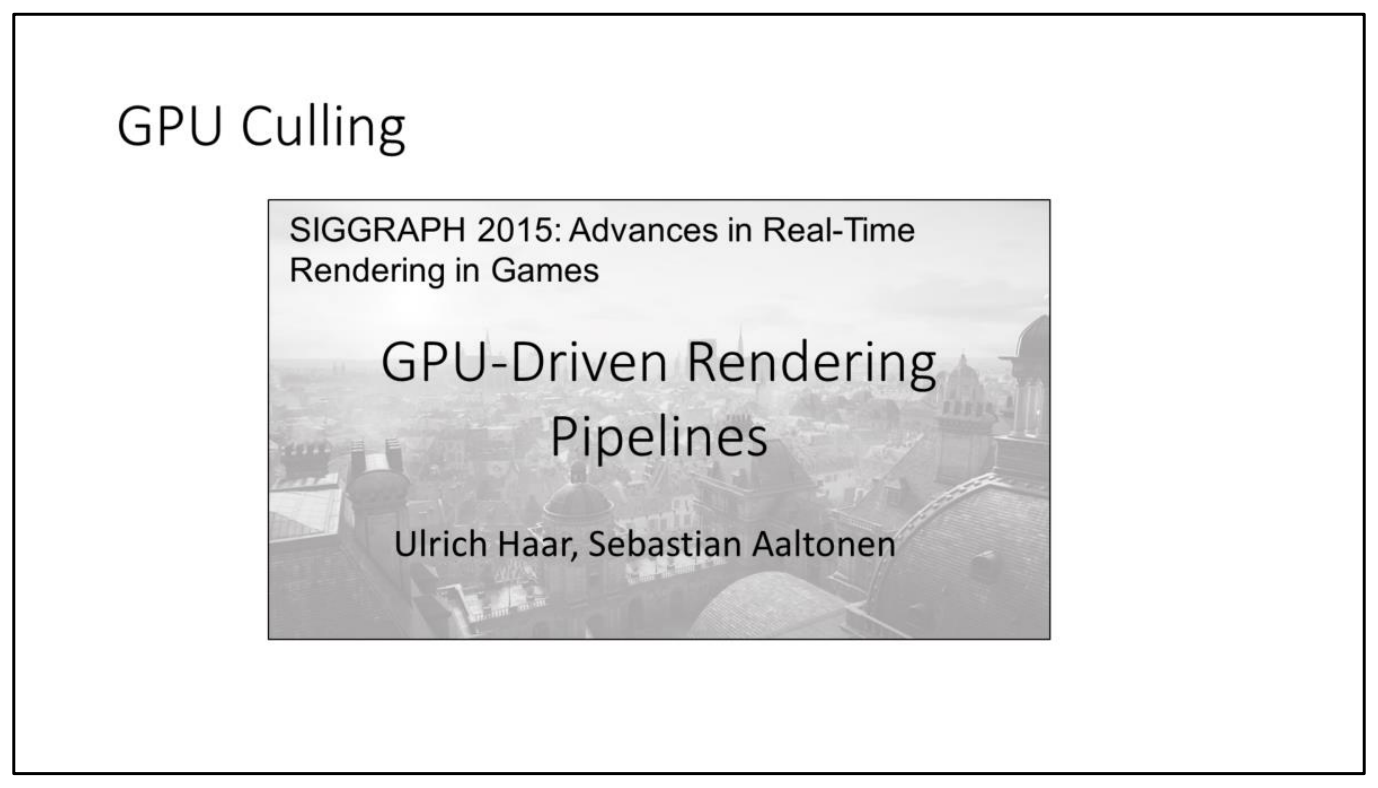 GPU Culling
SIGGRAPH 2015: Advances in Real-Time
Rendering in Games
GPU-Driven Rendering
Pipelines
Ulrich Haar, Sebastian Aaltonen